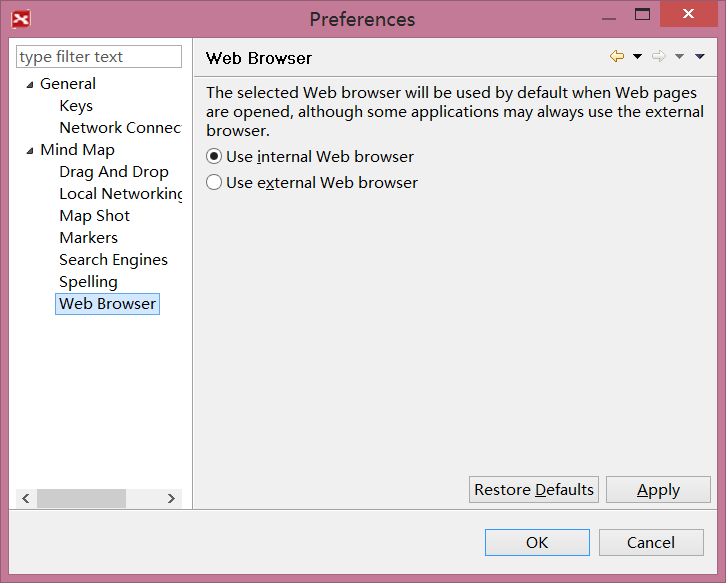 Preferences
type filter text
General
Keys
Network Connec
Mind Map
Drag And Drop
Local Networking
Map Shot
Markers
Search Engines
Spelling
Web Browser
Web Browser
The selected Web browser will be used by default when Web pages
are opened, although some applications may always use the external
browser.
Use internal Web browser
Use external Web browser
Restore Defaults
Apply
OK
Cancel